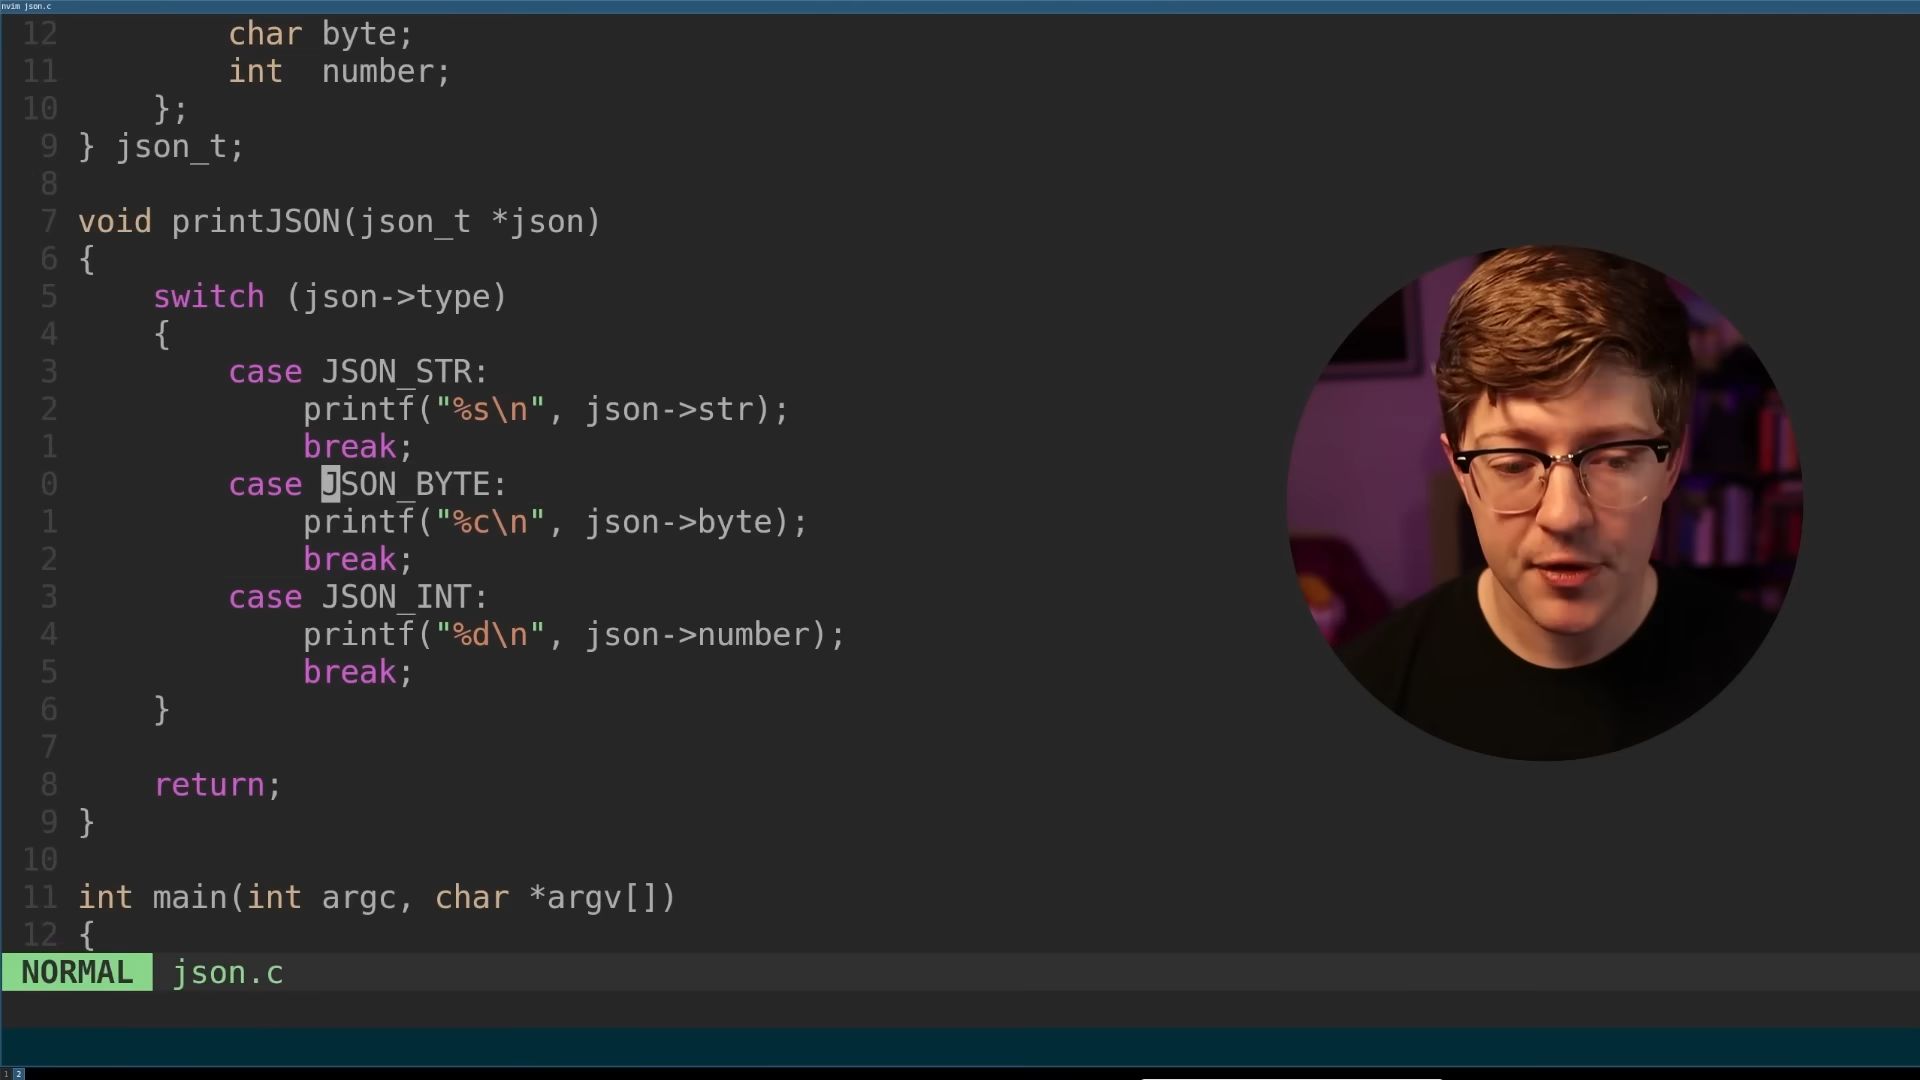 nvim json.c
12 char byte;
11 int  number;
10 };
9 } json_t;
8
7 void printJSON(json_t *json)
6 {
5 switch (json->type)
4 {
3 case JSON_STR:
2 printf("%s\n", json->str);
1 break;
0 case JSON_BYTE:
1 printf("%c\n", json->byte);
2 break;
3 case JSON_INT:
4 printf("%d\n", json->number);
5 break;
6 }
7
8 return;
9 }
10
11 int main(int argc, char *argv[])
12 {
NORMAL json.c
1 2